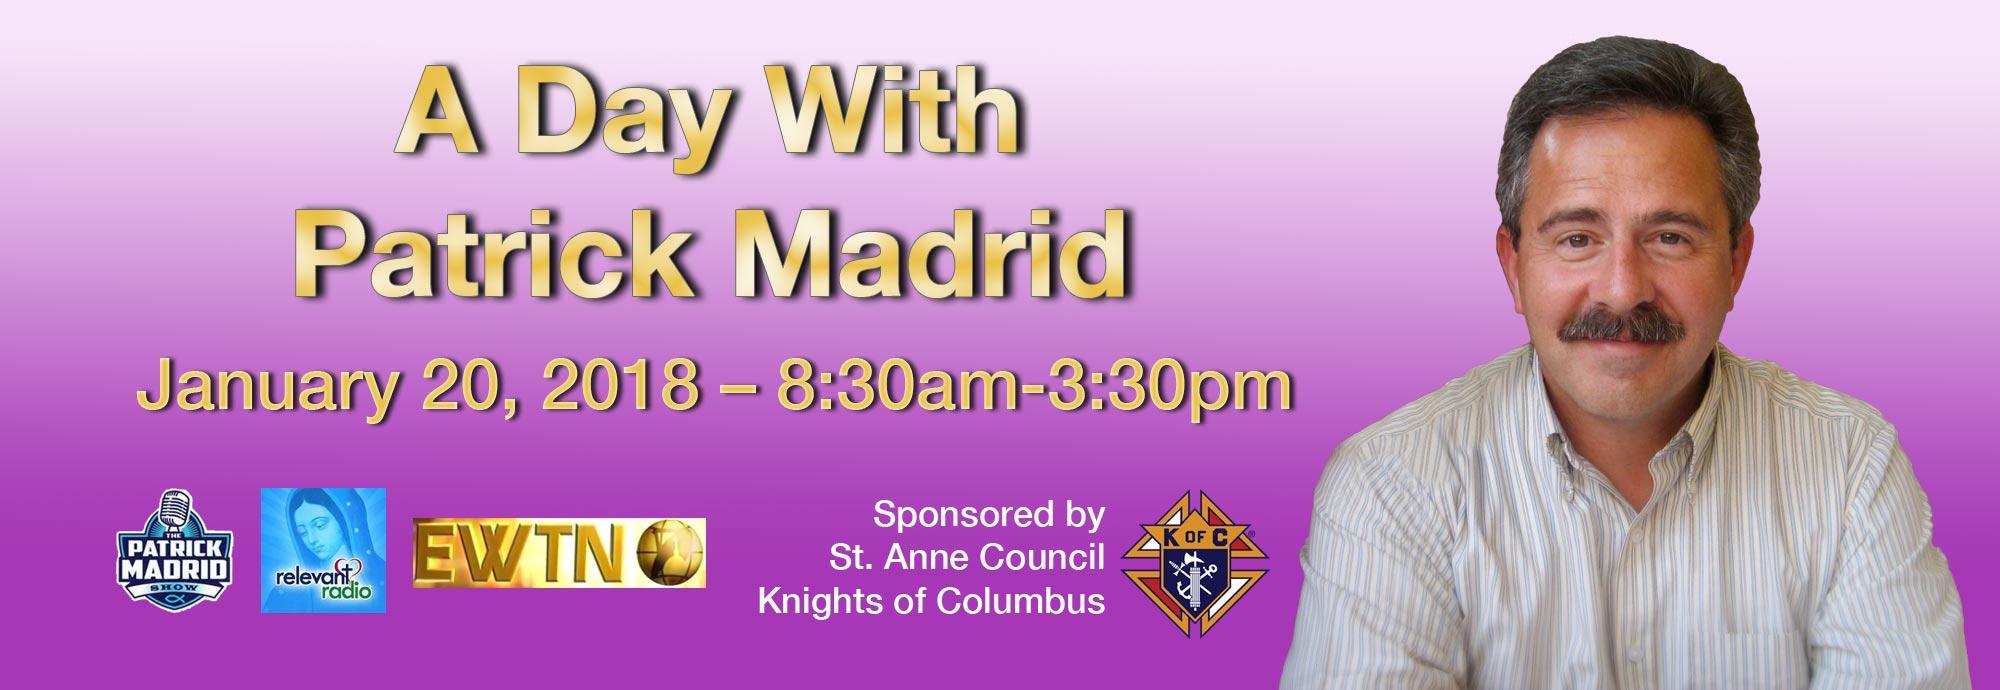 A Day With
Patrick Madrid
January 20, 2018 – 8:30am-3:30pm
THE
PATRICK
MADRID
SHOW
relevant
radio
EWTN
Sponsored by
St. Anne Council
Knights of Columbus
K OF C
®